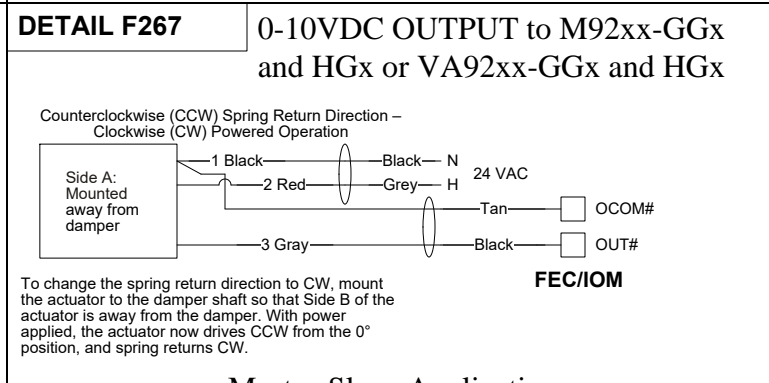 DETAIL F267
0-10VDC OUTPUT to M92xx-GGx
and HGx or VA92xx-GGx and HGx
Counterclockwise (CCW) Spring Return Direction –
Clockwise (CW) Powered Operation
Side A:
Mounted
away from
damper
1 Black
Black
N
24 VAC
2 Red
Grey
H
Tan
OCOM#
3 Gray
Black
OUT#
FEC/IOM
To change the spring return direction to CW, mount
the actuator to the damper shaft so that Side B of the
actuator is away from the damper. With power
applied, the actuator now drives CCW from the 0°
position, and spring returns CW.